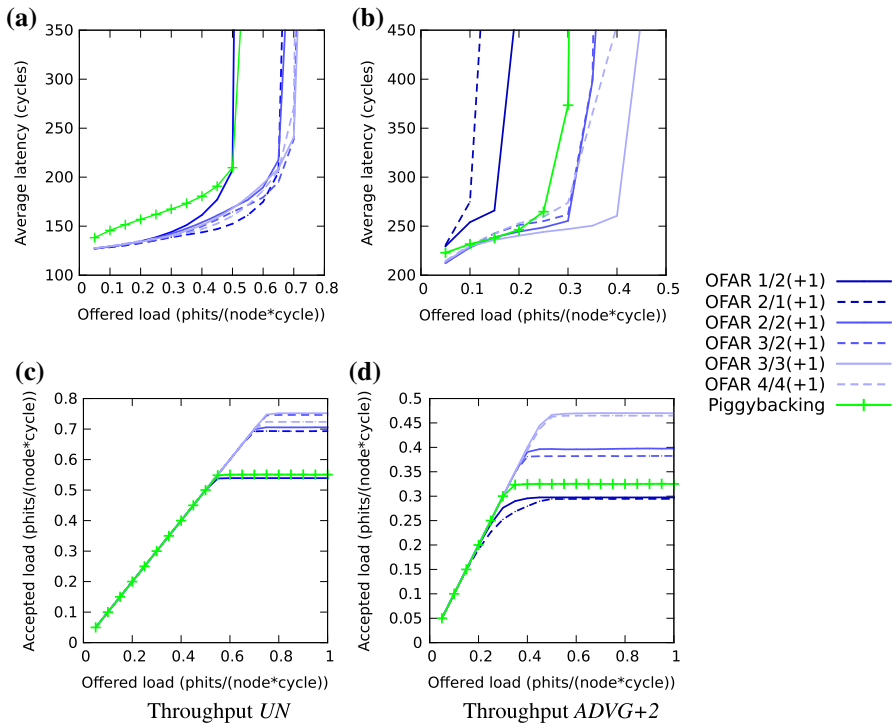 (a)
350
300
250
200
150
100
Average latency (cycles)
0 0.1 0.2 0.3 0.4 0.5 0.6 0.7 0.8
Offered load (phits/(node*cycle))
(b)
450
400
350
300
250
200
Average latency (cycles)
0 0.1 0.2 0.3 0.4 0.5
Offered load (phits/(node*cycle))
OFAR 1/2(+1)
OFAR 2/1(+1)
OFAR 2/2(+1)
OFAR 3/2(+1)
OFAR 3/3(+1)
OFAR 4/4(+1)
Piggybacking
(c)
0.8
0.7
0.6
0.5
0.4
0.3
0.2
0.1
0
Accepted load (phits/(node*cycle))
0 0.2 0.4 0.6 0.8 1
Offered load (phits/(node*cycle))
Throughput UN
(d)
0.5
0.45
0.4
0.35
0.3
0.25
0.2
0.15
0.1
0.05
0
Accepted load (phits/(node*cycle))
0 0.2 0.4 0.6 0.8 1
Offered load (phits/(node*cycle))
Throughput ADVG+2